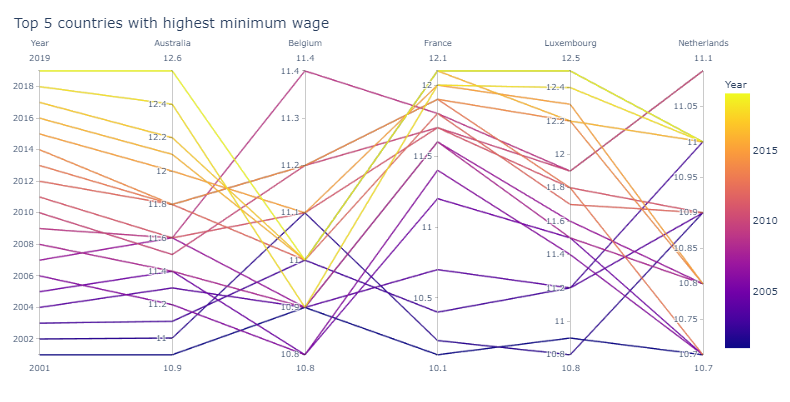 Top 5 countries with highest minimum wage
Year Australia Belgium France Luxembourg Netherlands
2019 12.6 11.4 12.1 12.5 11.1
Year
2018 12.4 11.4 12 12.4 11.05
2016 12.2 11.3 11.5 12.2 11
2014 12 11.2 11 12 10.95
2012 11.8 11.1 10.5 11.8 10.9
2010 11.6 11 11.6 10.85
2008 11.4 10.9 11.4 10.8
2006 11.2 10.8 11.2 10.75
2004 11 11 10.7
2002 10.8
2001 10.9 10.8 10.1 10.8 10.7
2015
2010
2005